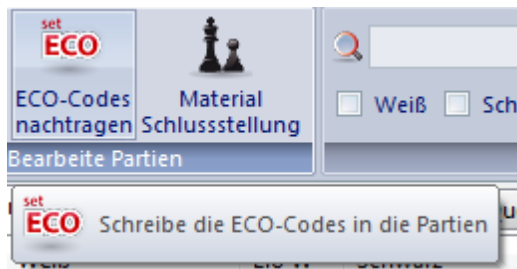 set
ECO
ECO-Codes
nachtragen
Material
Schlussstellung
Weiß
Sch
Bearbeite Partien
set
ECO
Schreibe die ECO-Codes in die Partien